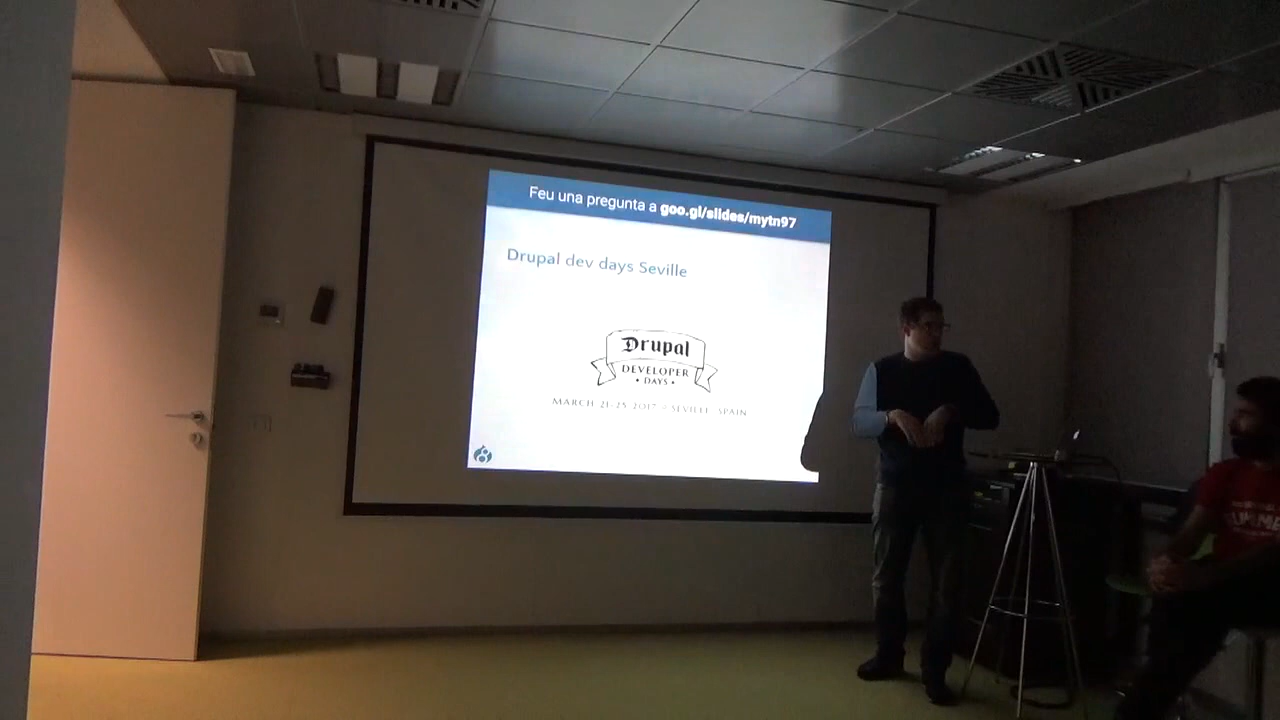 Feu una pregunta a goo.gl/slides/mytn97
Drupal dev days Seville
Drupal
DEVELOPER
• DAYS •
MARCH 21-25 2017 SEVILLE, SPAIN